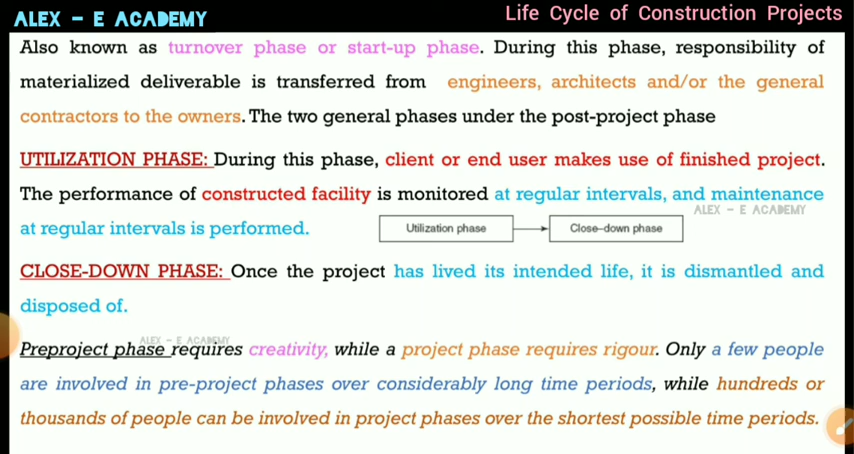 ALEX - E ACADEMY
Life Cycle of Construction Projects
Also known as turnover phase or start-up phase. During this phase, responsibility of
materialized deliverable is transferred from engineers, architects and/or the general
contractors to the owners. The two general phases under the post-project phase
UTILIZATION PHASE: During this phase, client or end user makes use of finished project.
The performance of constructed facility is monitored at regular intervals, and maintenance
ALEX - E ACADEMY
at regular intervals is performed.
Utilization phase
Close-down phase
CLOSE-DOWN PHASE: Once the project has lived its intended life, it is dismantled and
disposed of.
ALEX - E ACADEMY
Preproject phase requires creativity, while a project phase requires rigour. Only a few people
are involved in pre-project phases over considerably long time periods, while hundreds or
thousands of people can be involved in project phases over the shortest possible time periods.